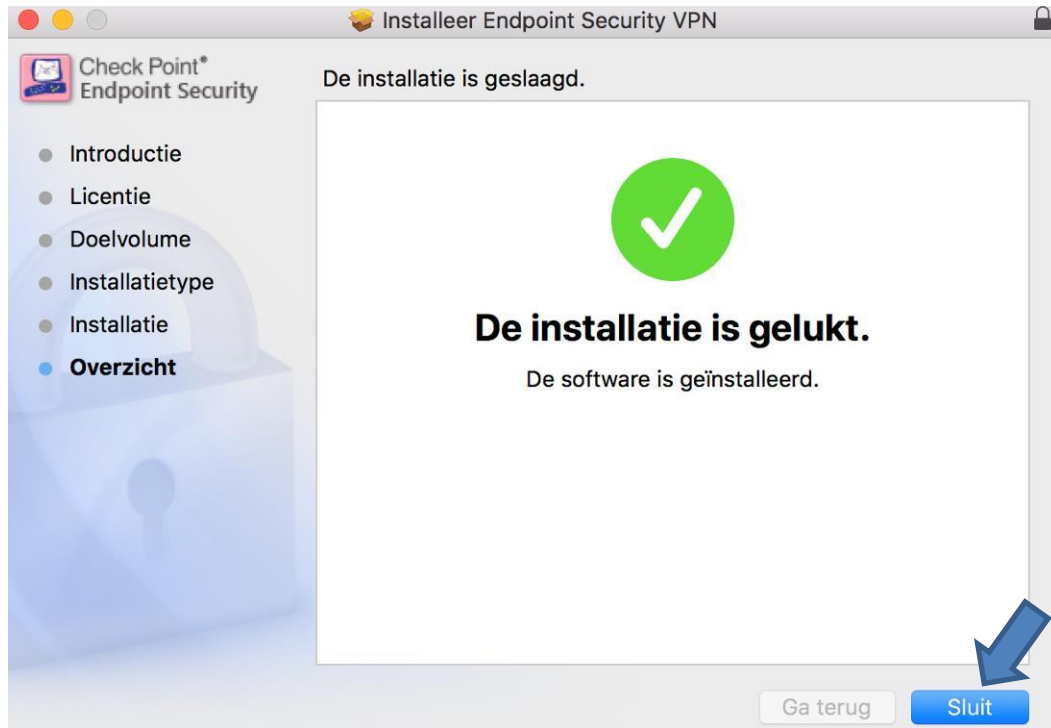 Installeer Endpoint Security VPN
Check Point®
Endpoint Security
De installatie is geslaagd.
Introductie
Licentie
Doelvolume
Installatietype
Installatie
Overzicht
De installatie is gelukt.
De software is geïnstalleerd.
Ga terug
Sluit